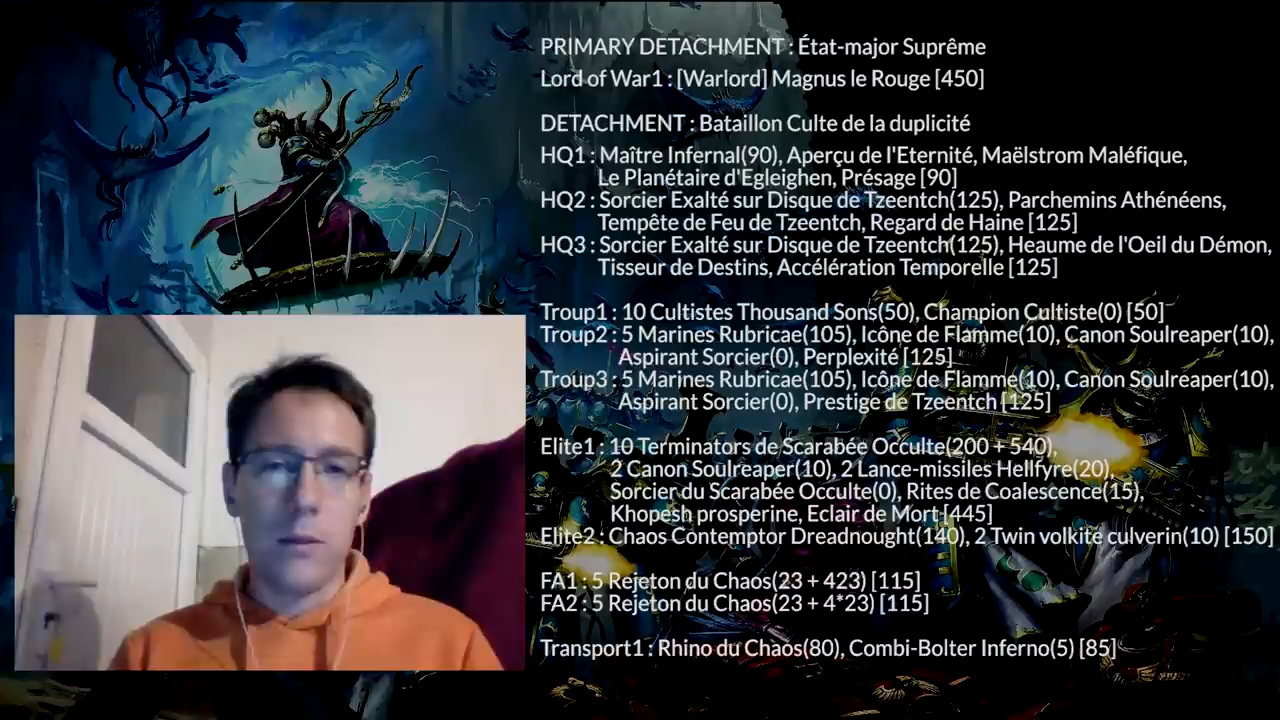 PRIMARY DETACHMENT : État-major Suprême
Lord of War1 : [Warlord] Magnus le Rouge [450]
DETACHMENT : Bataillon Culte de la duplicité
HQ1 : Maître Infernal(90), Aperçu de l'Eternité, Maëlstrom Maléfique,
Le Planétaire d'Egleighen, Présage [90]
HQ2 : Sorcier Exalté sur Disque de Tzeentch(125), Parchemins Athénéens,
Tempête de Feu de Tzeentch, Regard de Haine [125]
HQ3 : Sorcier Exalté sur Disque de Tzeentch(125), Heaume de l'Oeil du Démon,
Tisseur de Destins, Accélération Temporelle [125]
Troup1 : 10 Cultistes Thousand Sons(50), Champion Cultiste(0) [50]
Troup2 : 5 Marines Rubricae(105), Icône de Flamme(10), Canon Soulreaper(10),
Aspirant Sorcier(0), Perplexité [125]
Troup3 : 5 Marines Rubricae(105), Icône de Flamme(10), Canon Soulreaper(10),
Aspirant Sorcier(0), Prestige de Tzeentch [125]
Elite1 : 10 Terminators de Scarabée Occulte(200 + 540),
2 Canon Soulreaper(10), 2 Lance-missiles Hellfyre(20),
Sorcier du Scarabée Occulte(0), Rites de Coalescence(15),
Khopesh prosperine, Eclair de Mort [445]
Elite2 : Chaos Contemptor Dreadnought(140), 2 Twin volkite culverin(10) [150]
FA1 : 5 Rejeton du Chaos(23 + 423) [115]
FA2 : 5 Rejeton du Chaos(23 + 4*23) [115]
Transport1 : Rhino du Chaos(80), Combi-Bolter Inferno(5) [85]